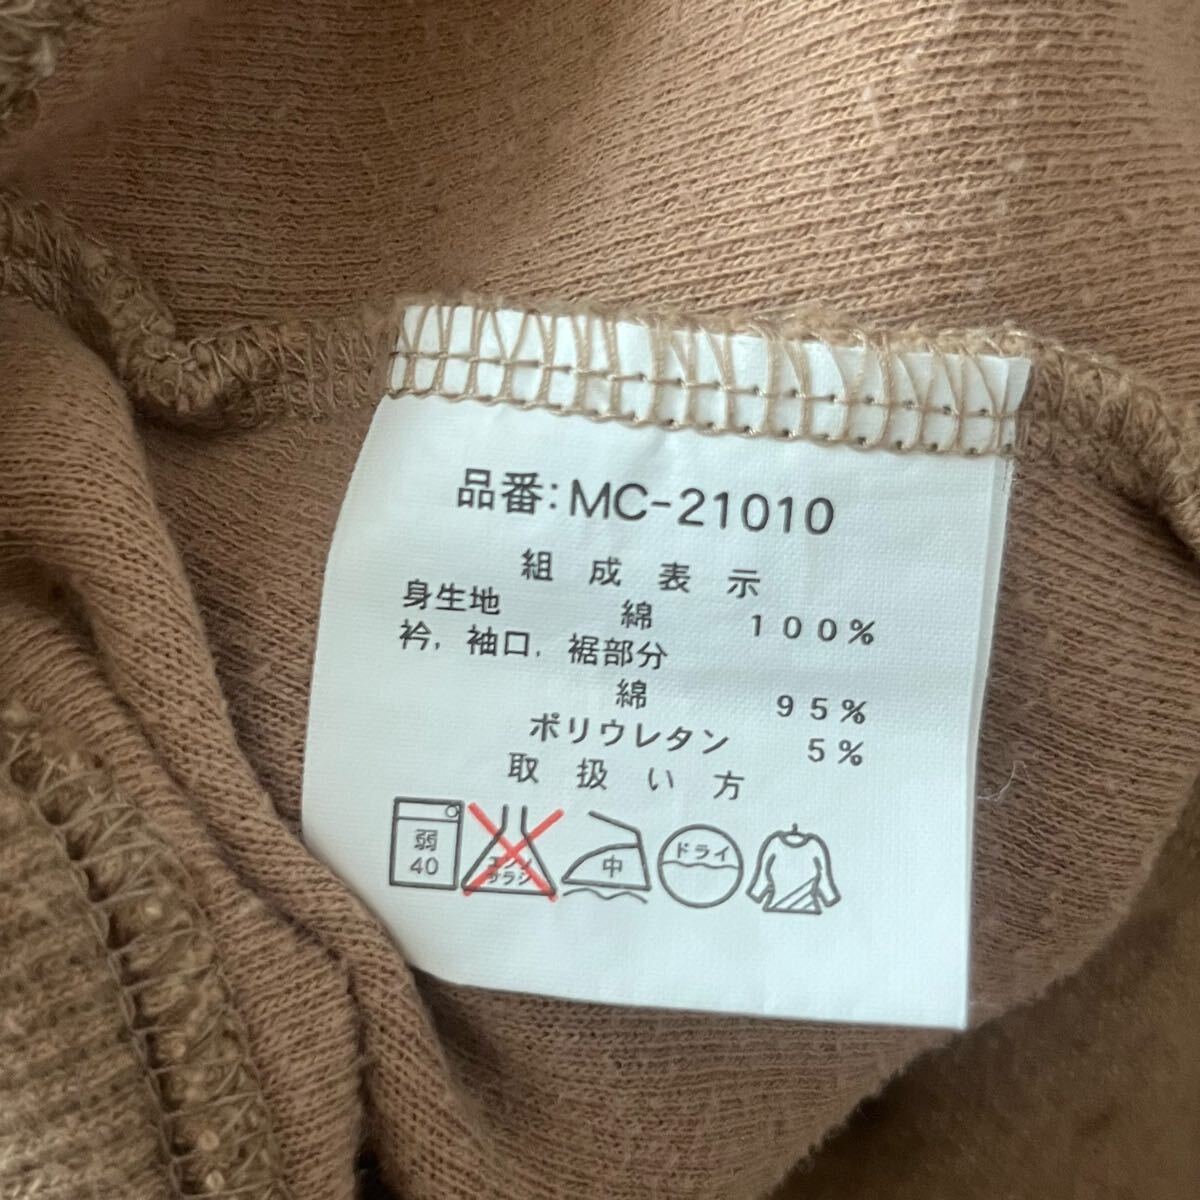 品番:MC-21010
組成表示
身生地 綿 100%
衿,袖口,裾部分
綿 95%
ポリウレタン 5%
取扱い方
弱
40
エンソ
サラシ
中
ドライ